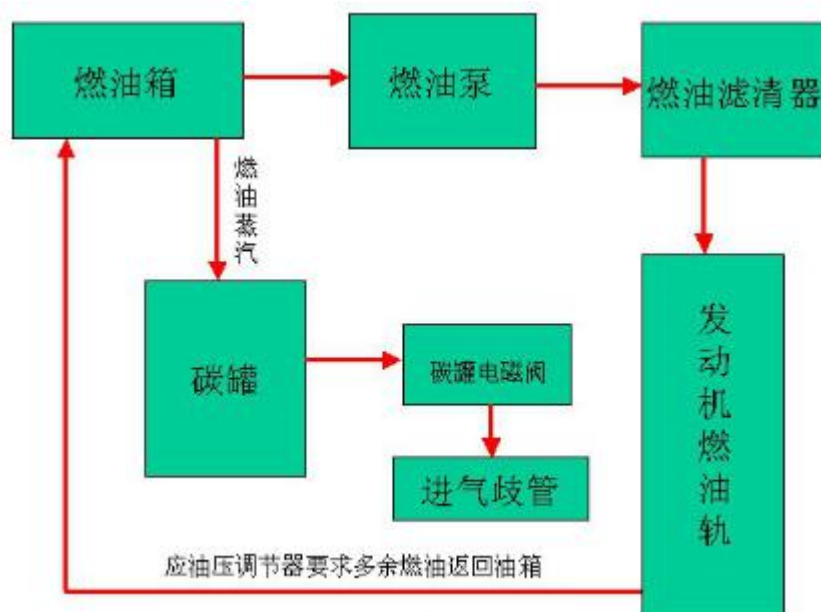 燃油箱
燃油泵
燃油滤清器
燃油蒸汽
碳罐
碳罐电磁阀
进气歧管
发动机燃油轨
应油压调节器要求多余燃油返回油箱